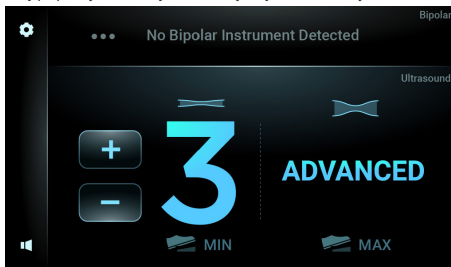 Bipolar
No Bipolar Instrument Detected
Ultrasound
+
3
ADVANCED
−
MIN
MAX